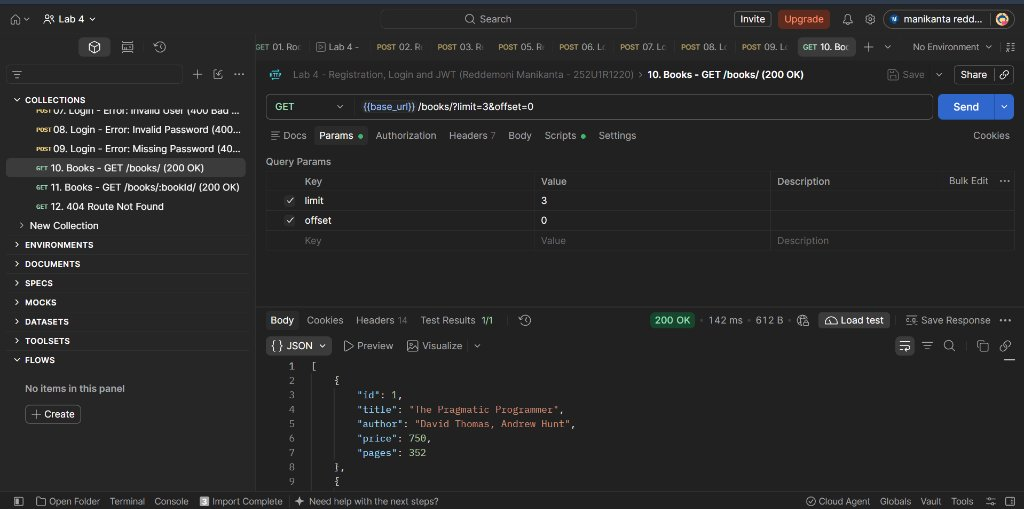 Lab 4
Search
Invite
Upgrade
manikanta redd...
GET 01. Roc
Lab 4 -
POST 02. R
POST 03. R
POST 05. R
POST 06. Lc
POST 07. Lc
POST 08. Lc
POST 09. Lc
GET 10. Boc
No Environment
Lab 4 - Registration, Login and JWT (Reddemoni Manikanta - 252U1R1220) > 10. Books - GET /books/ (200 OK)
Save
Share
COLLECTIONS
POST 07. Login - Error: Invalid User (400 Bad ...
POST 08. Login - Error: Invalid Password (400...
POST 09. Login - Error: Missing Password (40...
GET 10. Books - GET /books/ (200 OK)
GET 11. Books - GET /books/:bookId/ (200 OK)
GET 12. 404 Route Not Found
New Collection
ENVIRONMENTS
DOCUMENTS
SPECS
MOCKS
DATASETS
TOOLSETS
FLOWS
No items in this panel
+ Create
GET
{{base_url}} /books/?limit=3&offset=0
Send
Docs
Params
Authorization
Headers 7
Body
Scripts
Settings
Cookies
Query Params
Key
Value
Description
Bulk Edit
limit
3
offset
0
Key
Value
Description
Body
Cookies
Headers 14
Test Results 1/1
200 OK
142 ms
612 B
Load test
Save Response
{} JSON
Preview
Visualize
1 [
2 {
3 "id": 1,
4 "title": "The Pragmatic Programmer",
5 "author": "David Thomas, Andrew Hunt",
6 "price": 750,
7 "pages": 352
8 },
9 {
Open Folder
Terminal
Console
3 Import Complete
Need help with the next steps?
Cloud Agent
Globals
Vault
Tools